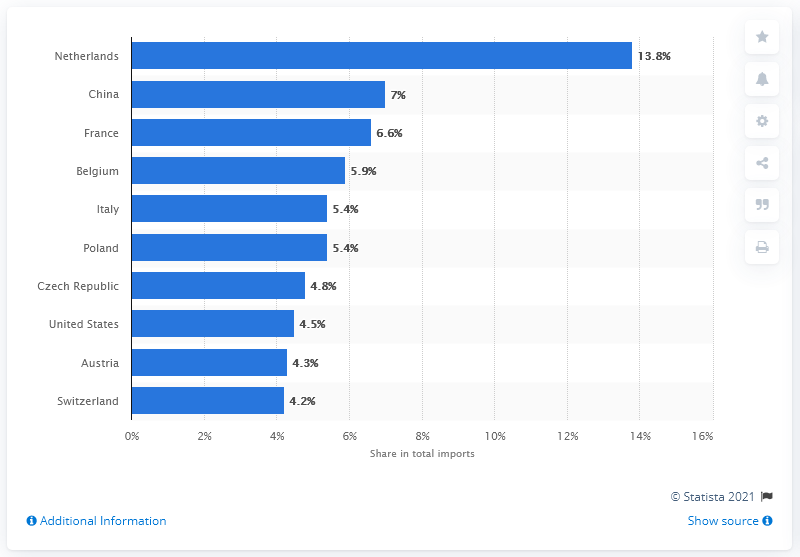 Netherlands 13.8%
China 7%
France 6.6%
Belgium 5.9%
Italy 5.4%
Poland 5.4%
Czech Republic 4.8%
United States 4.5%
Austria 4.3%
Switzerland 4.2%
0% 2% 4% 6% 8% 10% 12% 14% 16%
Share in total imports
© Statista 2021
Additional Information Show source